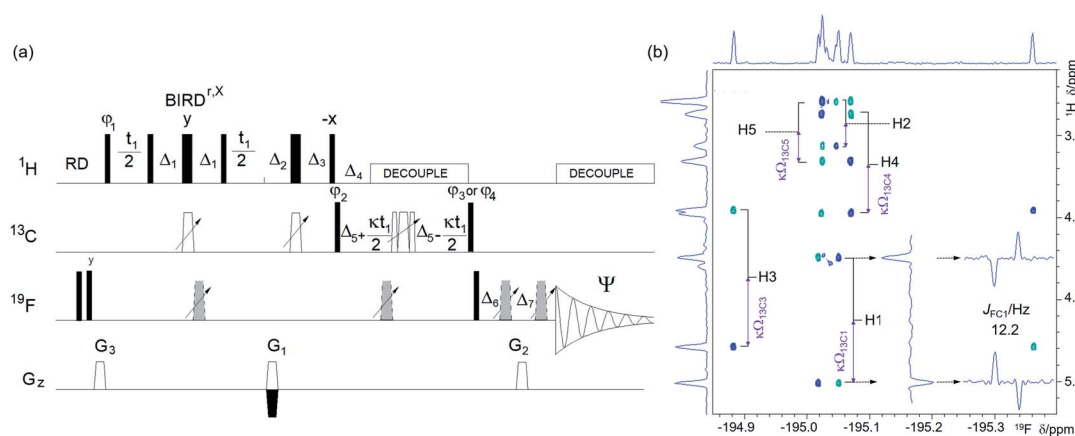 (a)
BIRD^r,X
φ1
y
-x
¹H
RD
t1/2
Δ1
Δ1
t1/2
Δ2
Δ3
Δ4
DECOUPLE
DECOUPLE
φ2
φ3 or φ4
¹³C
Δ5+ κt1/2
Δ5- κt1/2
y
¹⁹F
Δ6
Δ7
Ψ
G3
G1
G2
Gz
(b)
¹H δ/ppm
3.
4.
4.
5.
H5
κΩ13C5
H2
H4
κΩ13C4
H3
κΩ13C3
H1
κΩ13C1
JFC1/Hz
12.2
-194.9
-195.0
-195.1
-195.2
-195.3
¹⁹F δ/ppm